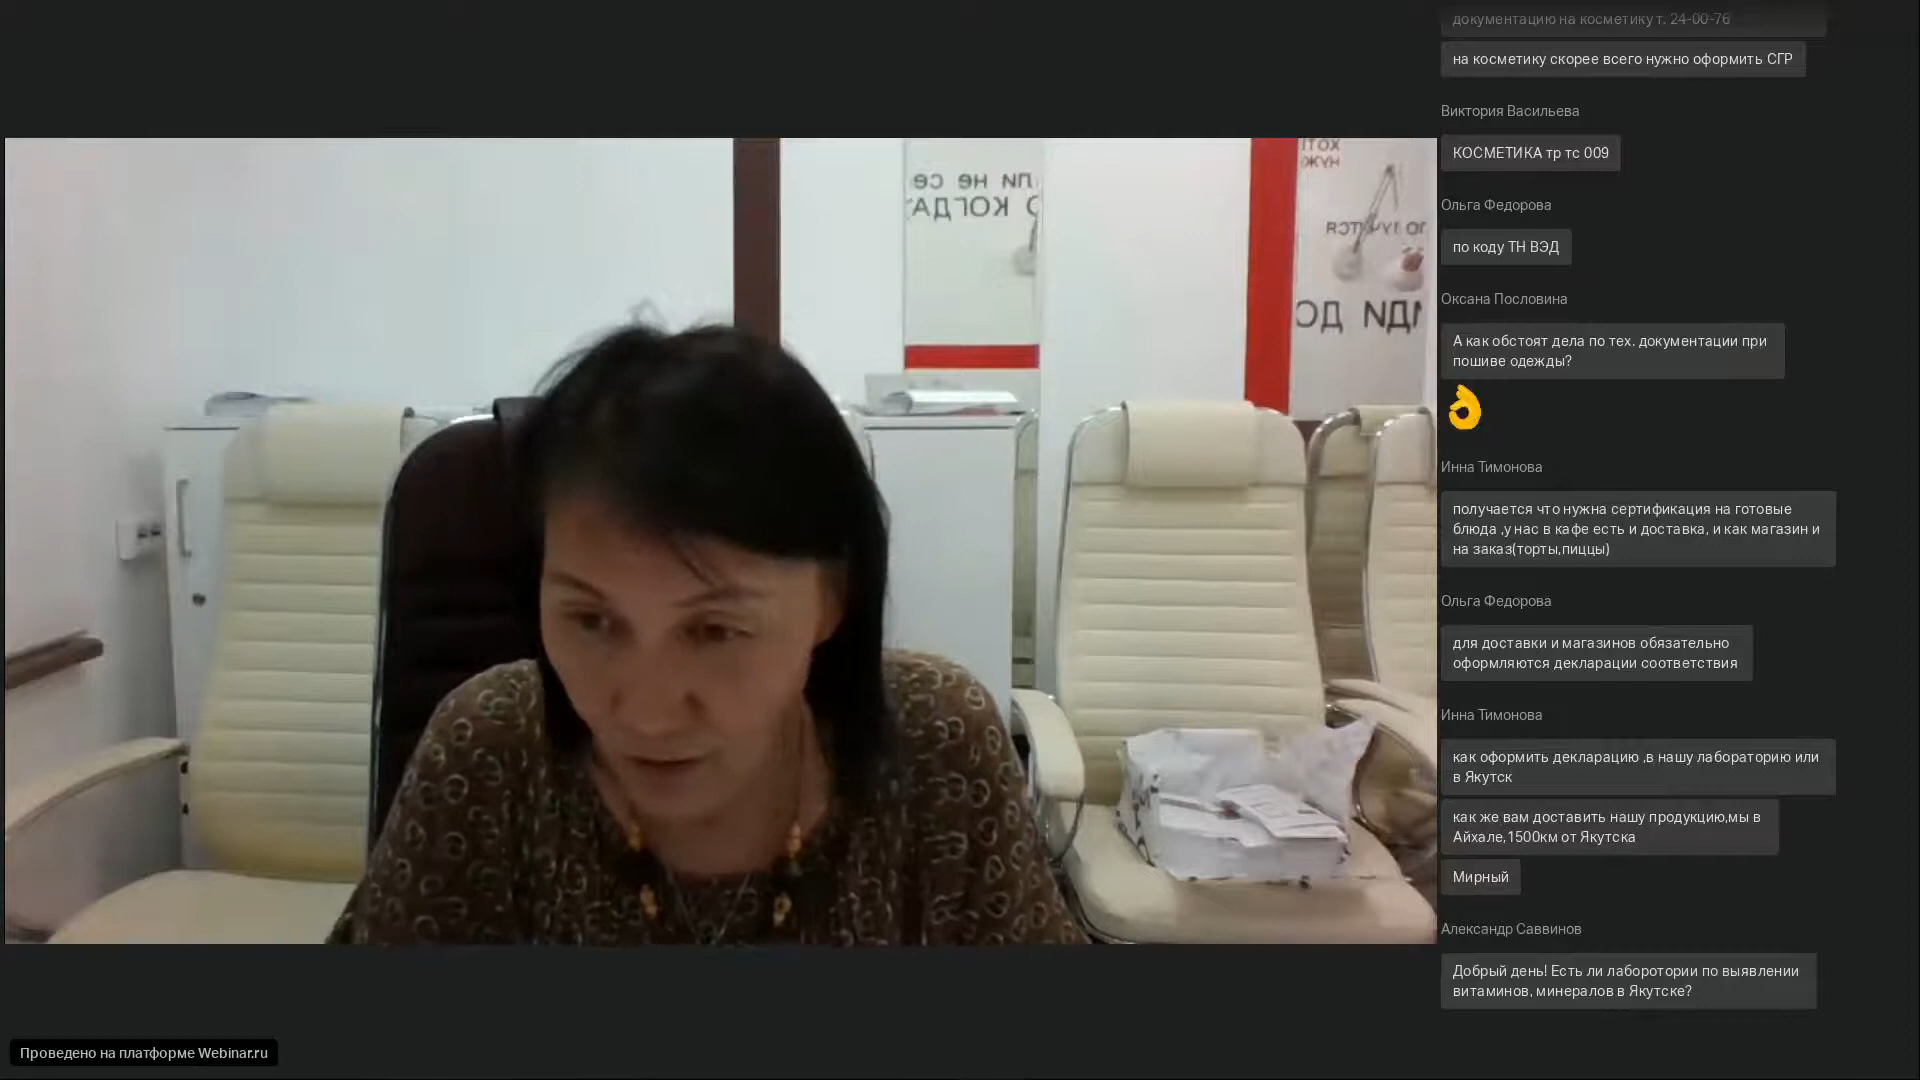 ли не се
о когда
документацию на косметику т. 24-00-76
на косметику скорее всего нужно оформить СГР
Виктория Васильева
КОСМЕТИКА тр тс 009
Ольга Федорова
по коду ТН ВЭД
Оксана Пословина
А как обстоят дела по тех. документации при
пошиве одежды?
Инна Тимонова
получается что нужна сертификация на готовые
блюда ,у нас в кафе есть и доставка, и как магазин и
на заказ(торты,пиццы)
Ольга Федорова
для доставки и магазинов обязательно
оформляются декларации соответствия
Инна Тимонова
как оформить декларацию ,в нашу лабораторию или
в Якутск
как же вам доставить нашу продукцию,мы в
Айхале,1500км от Якутска
Мирный
Александр Саввинов
Добрый день! Есть ли лаборотории по выявлении
витаминов, минералов в Якутске?
Проведено на платформе Webinar.ru